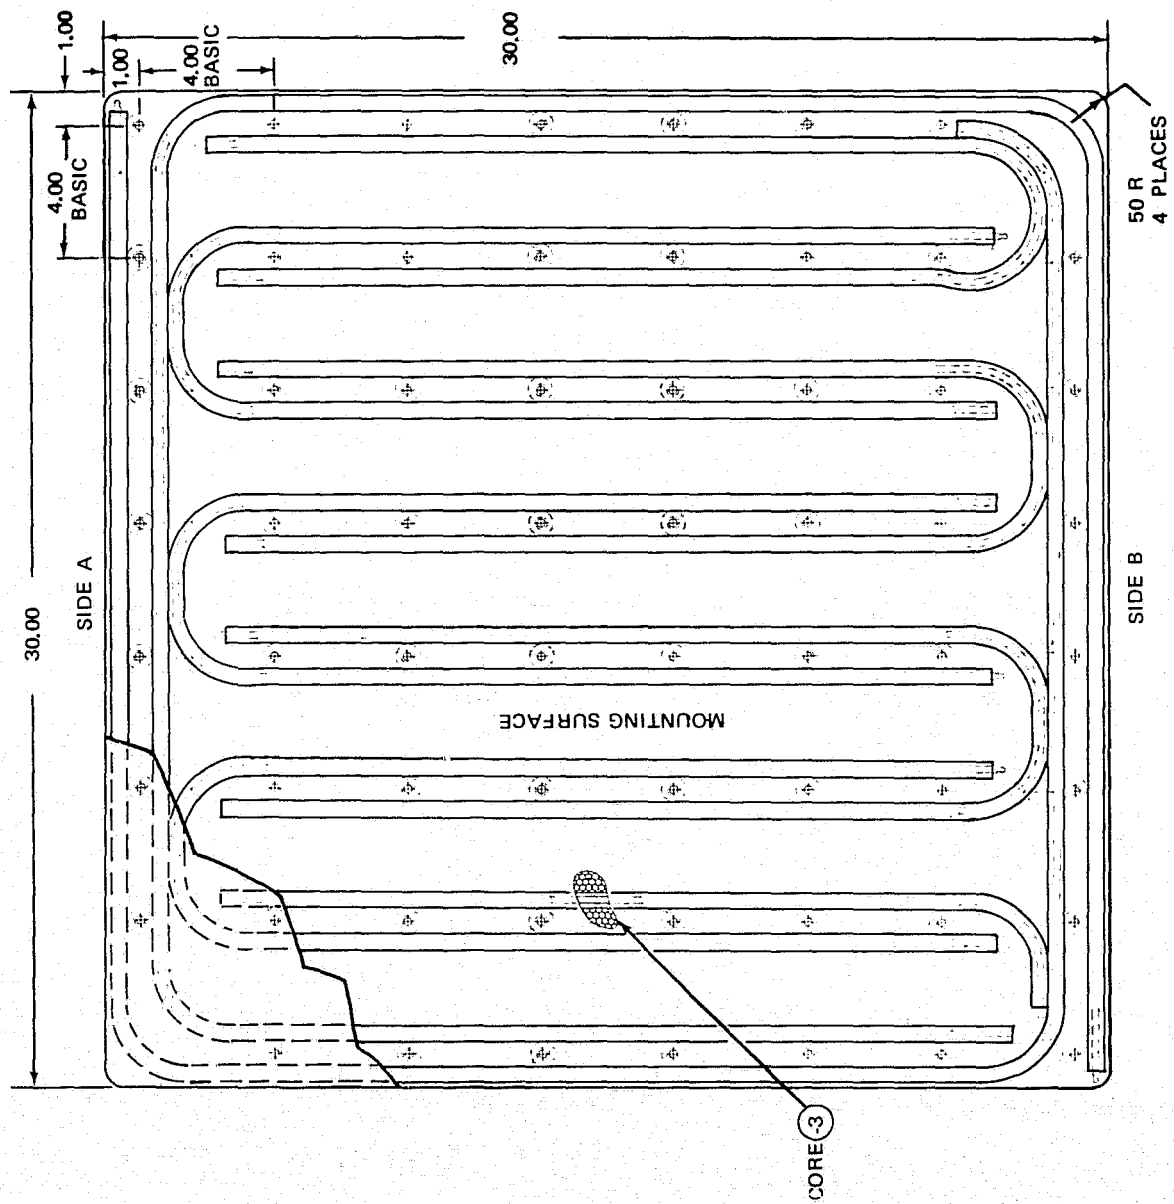 1.00
1.00
4.00
BASIC
30.00
4.00
BASIC
30.00
SIDE A
MOUNTING SURFACE
CORE -3
SIDE B
50 R
4 PLACES